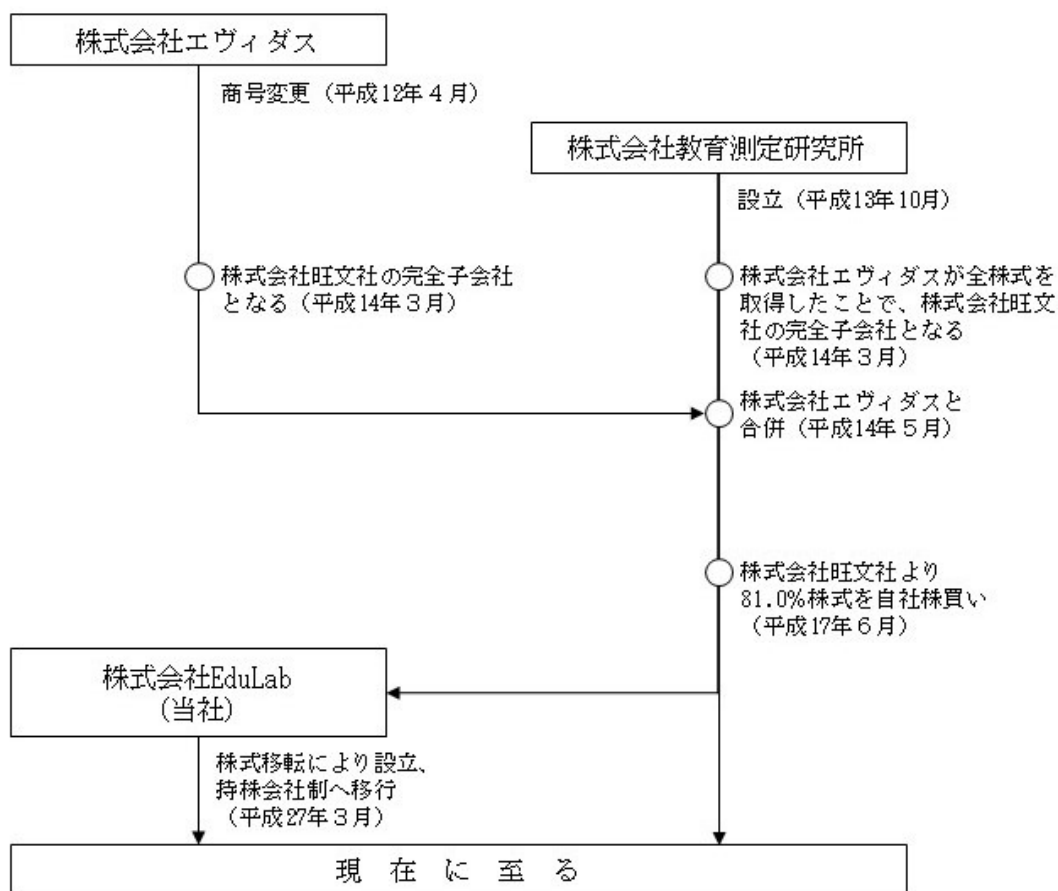 株式会社エヴィダス
商号変更（平成12年４月）
株式会社教育測定研究所
設立（平成13年10月）
株式会社旺文社の完全子会社
となる（平成14年３月）
株式会社エヴィダスが全株式を
取得したことで、株式会社旺文
社の完全子会社となる
（平成14年３月）
株式会社エヴィダスと
合併（平成14年５月）
株式会社旺文社より
81.0%株式を自社株買い
（平成17年６月）
株式会社EduLab
（当社）
株式移転により設立、
持株会社制へ移行
（平成27年３月）
現 在 に 至 る